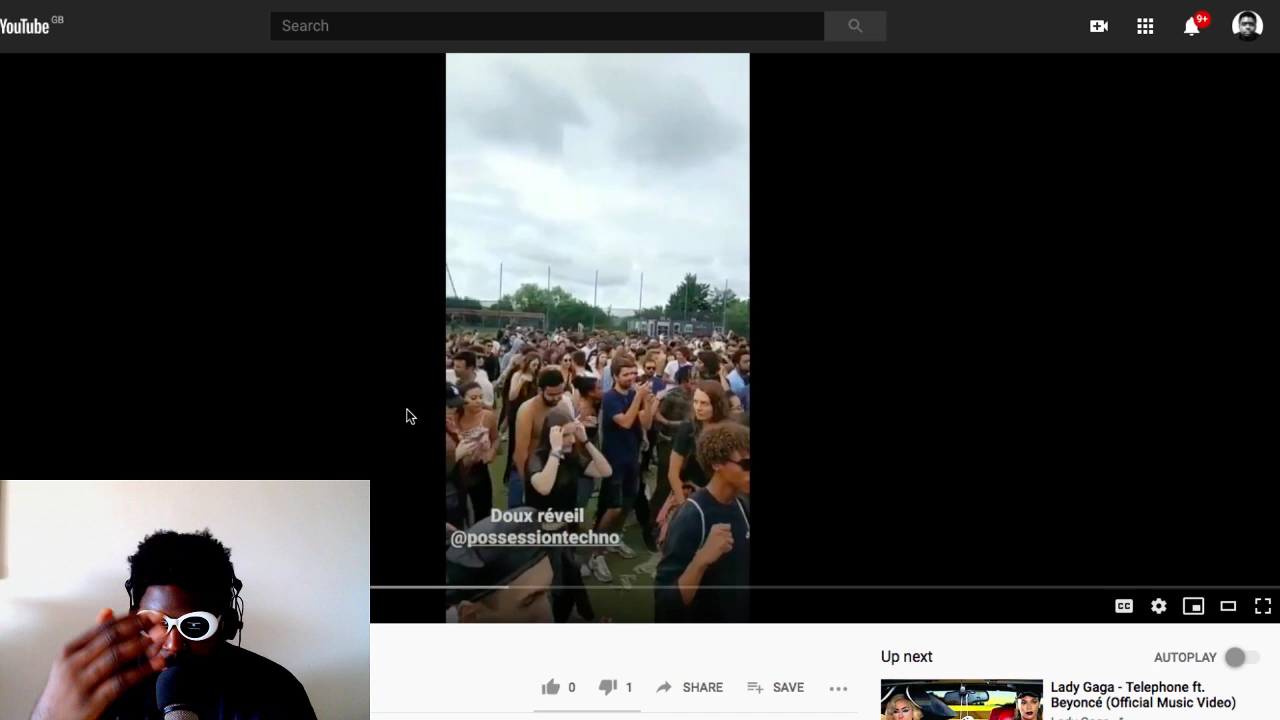 YouTube GB
Search
9+
Doux réveil
@possessiontechno
CC
0
1
SHARE
SAVE
Up next
AUTOPLAY
Lady Gaga - Telephone ft.
Beyoncé (Official Music Video)